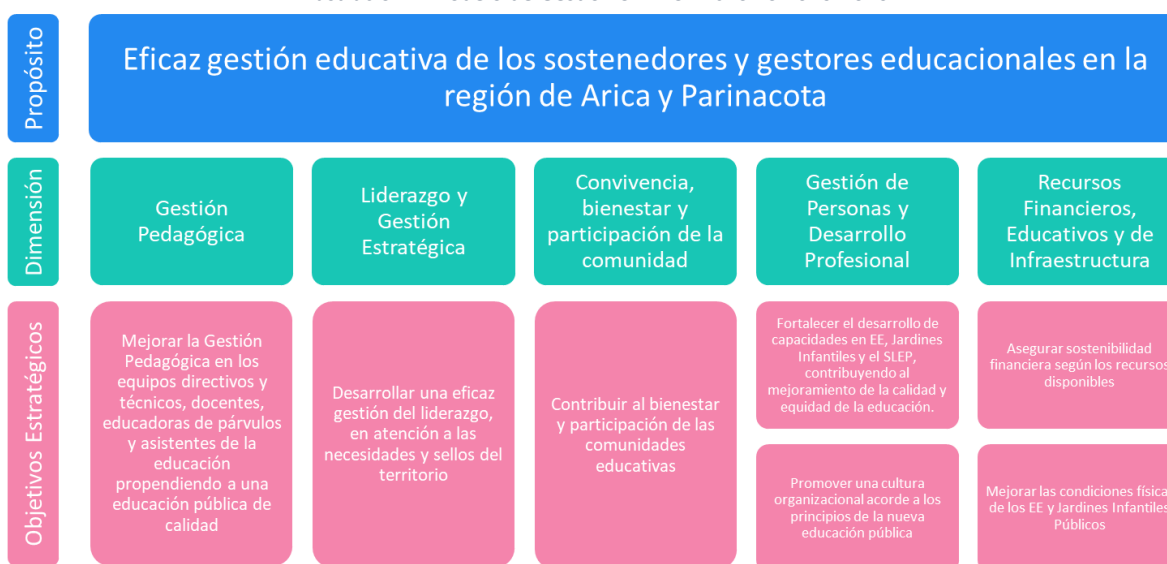 Propósito
Eficaz gestión educativa de los sostenedores y gestores educacionales en la
región de Arica y Parinacota
Dimensión
Gestión
Pedagógica
Liderazgo y
Gestión
Estratégica
Convivencia,
bienestar y
participación de la
comunidad
Gestión de
Personas y
Desarrollo
Profesional
Recursos
Financieros,
Educativos y de
Infraestructura
Objetivos Estratégicos
Mejorar la Gestión
Pedagógica en los
equipos directivos y
técnicos, docentes,
educadoras de párvulos
y asistentes de la
educación
propendiendo a una
educación pública de
calidad
Desarrollar una eficaz
gestión del liderazgo,
en atención a las
necesidades y sellos del
territorio
Contribuir al bienestar
y participación de las
comunidades
educativas
Fortalecer el desarrollo de
capacidades en EE, Jardines
Infantiles y el SLEP,
contribuyendo al
mejoramiento de la calidad y
equidad de la educación.
Promover una cultura
organizacional acorde a los
principios de la nueva
educación pública
Asegurar sostenibilidad
financiera según los recursos
disponibles
Mejorar las condiciones física
de los EE y Jardines Infantiles
Públicos